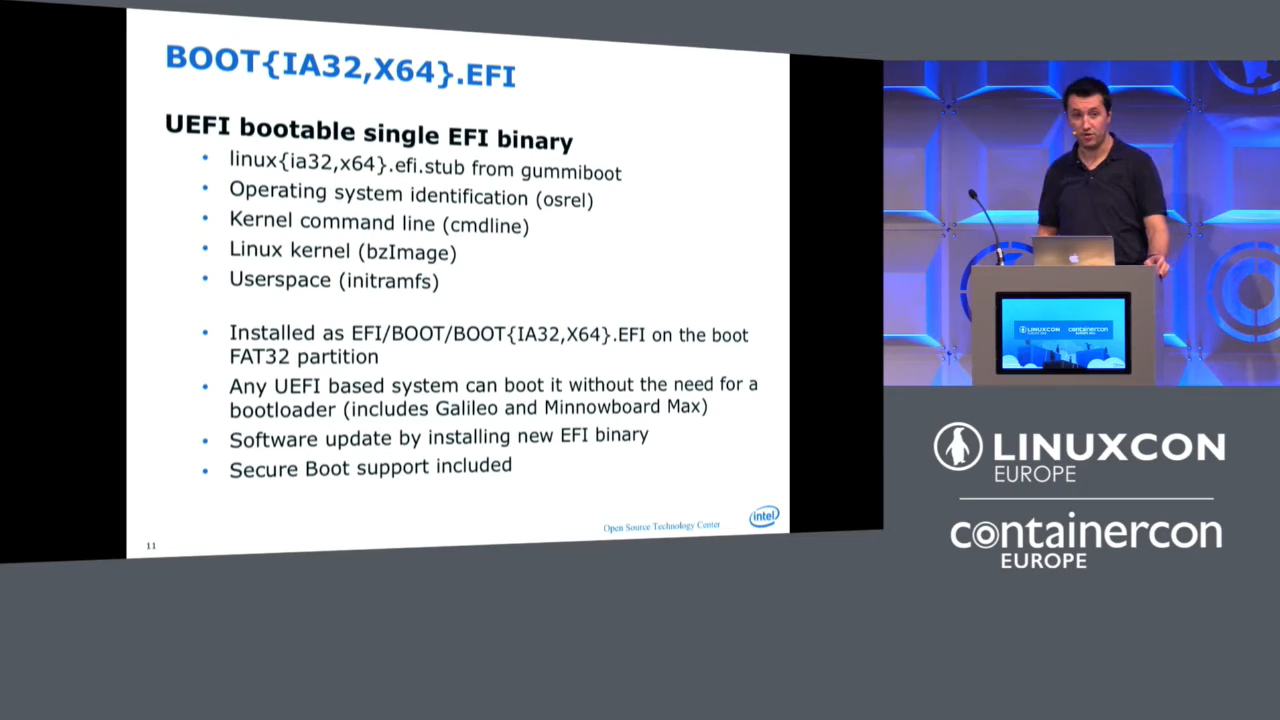 BOOT{IA32,X64}.EFI
UEFI bootable single EFI binary
• linux{ia32,x64}.efi.stub from gummiboot
• Operating system identification (osrel)
• Kernel command line (cmdline)
• Linux kernel (bzImage)
• Userspace (initramfs)
• Installed as EFI/BOOT/BOOT{IA32,X64}.EFI on the boot
FAT32 partition
• Any UEFI based system can boot it without the need for a
bootloader (includes Galileo and Minnowboard Max)
• Software update by installing new EFI binary
• Secure Boot support included
Open Source Technology Center
intel
11
LINUXCON
containercon
LINUXCON
EUROPE
containercon
EUROPE